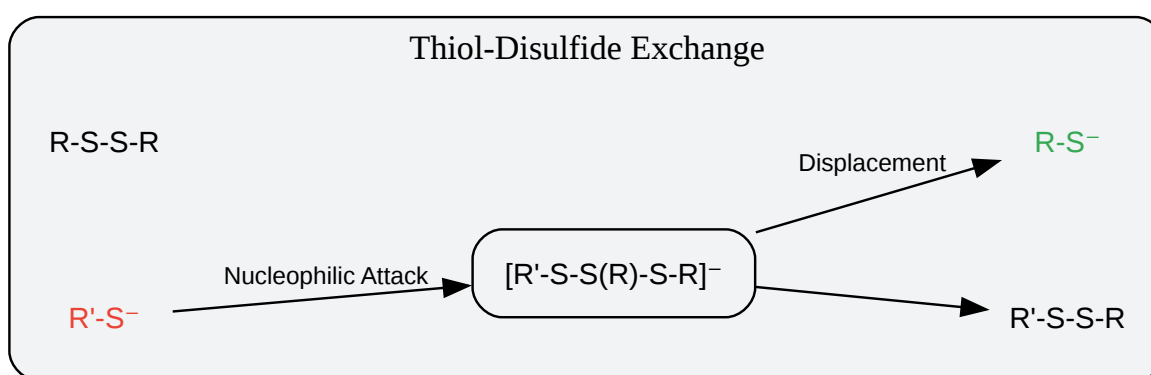 Thiol-Disulfide Exchange
R-S-S-R
R-S⁻
Displacement
Nucleophilic Attack
[R'-S-S(R)-S-R]⁻
R'-S⁻
R'-S-S-R